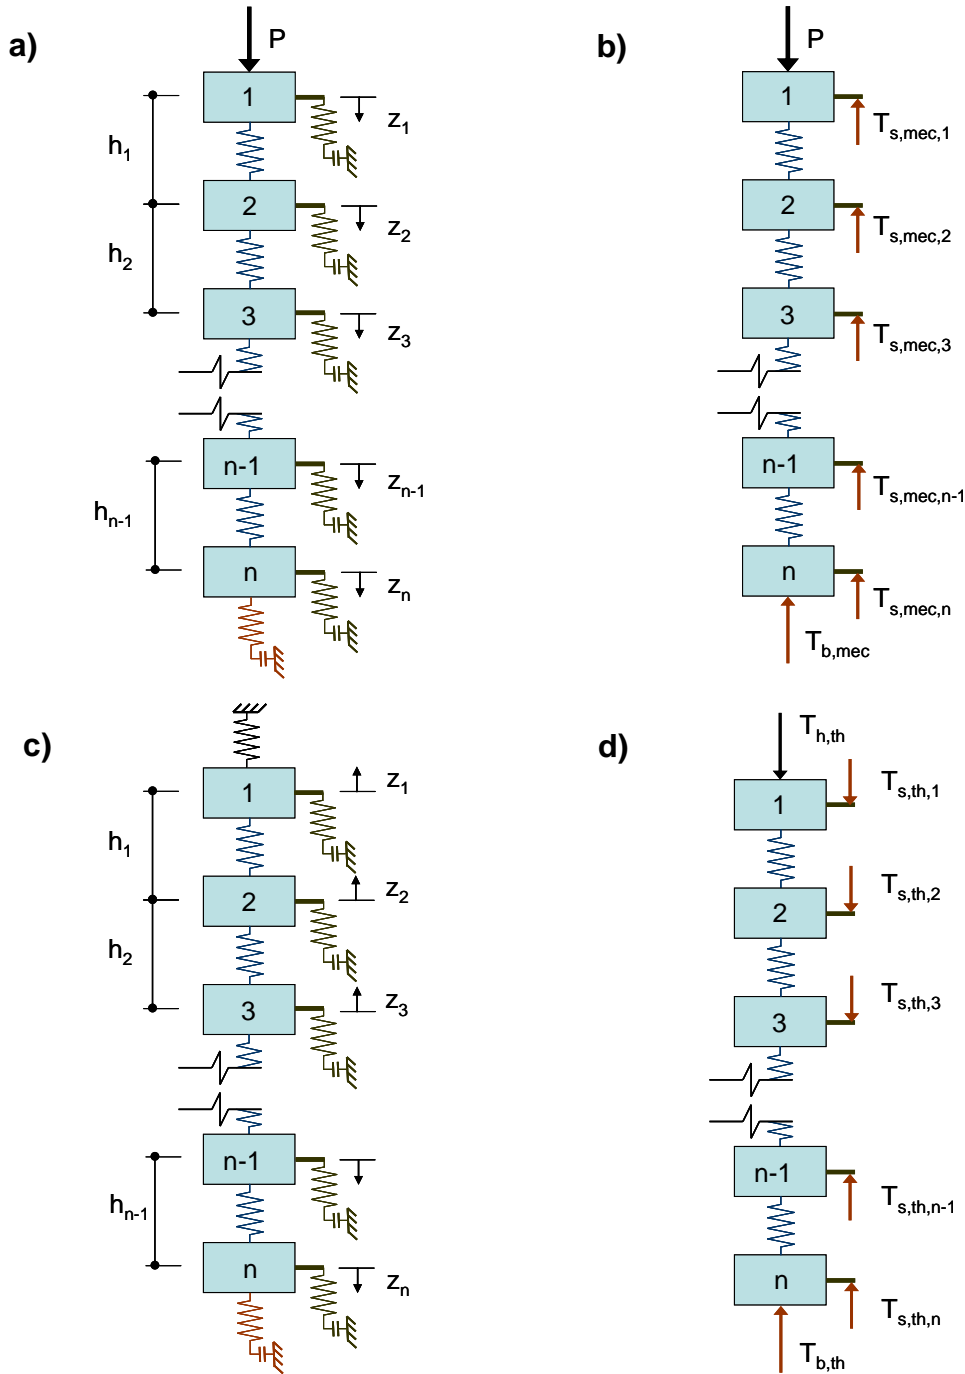 a)
P
1
z1
h1
2
z2
h2
3
z3
n-1
zn-1
hn-1
n
zn
b)
P
1
Ts,mec,1
2
Ts,mec,2
3
Ts,mec,3
n-1
Ts,mec,n-1
n
Ts,mec,n
Tb,mec
c)
1
z1
h1
2
z2
h2
3
z3
n-1
hn-1
n
zn
d)
Th,th
1
Ts,th,1
2
Ts,th,2
3
Ts,th,3
n-1
Ts,th,n-1
n
Ts,th,n
Tb,th